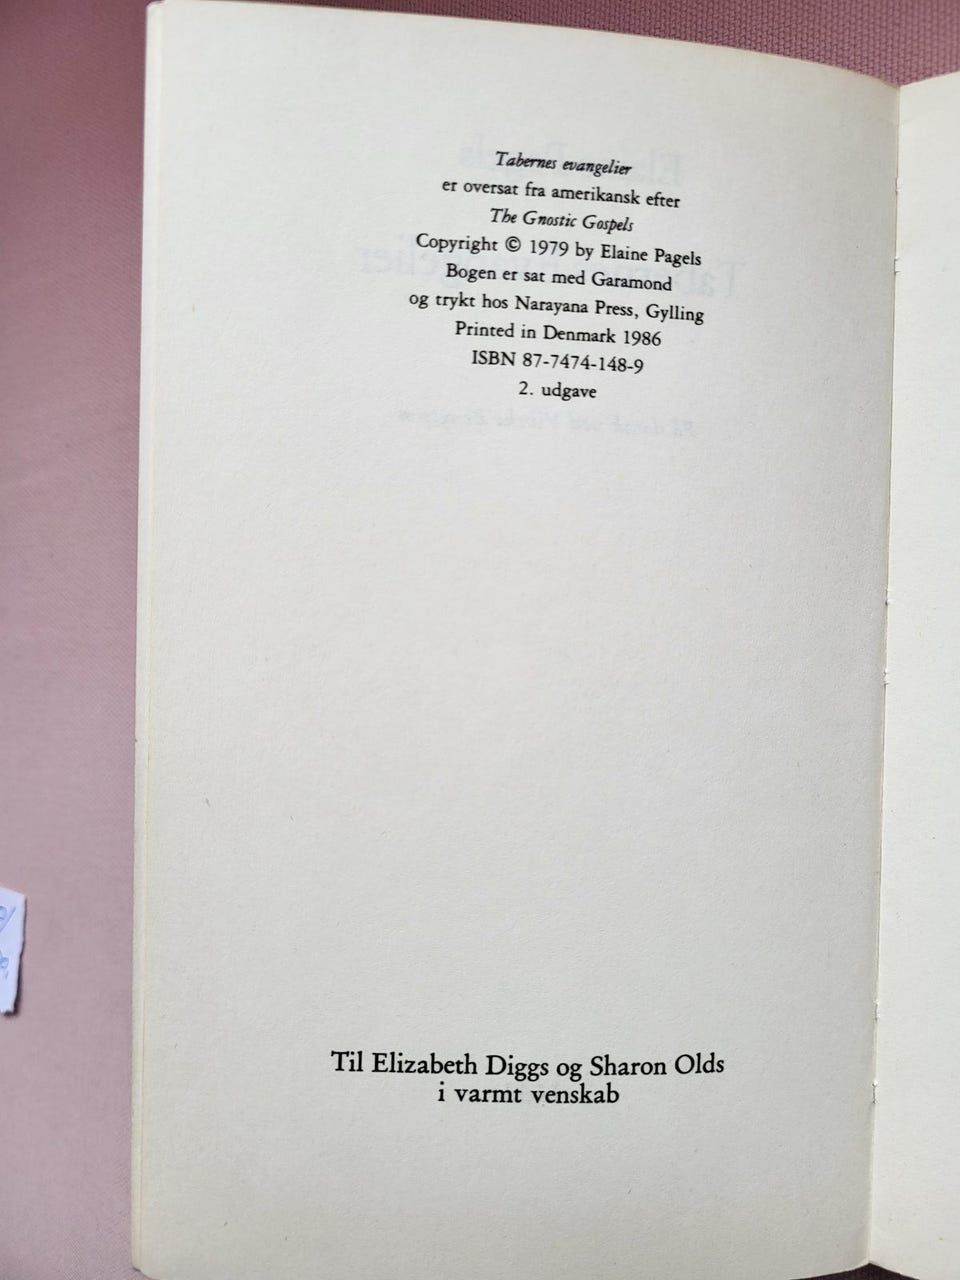 Tabernes evangelier
er oversat fra amerikansk efter
The Gnostic Gospels
Copyright © 1979 by Elaine Pagels
Bogen er sat med Garamond
og trykt hos Narayana Press, Gylling
Printed in Denmark 1986
ISBN 87-7474-148-9
2. udgave
Til Elizabeth Diggs og Sharon Olds
i varmt venskab